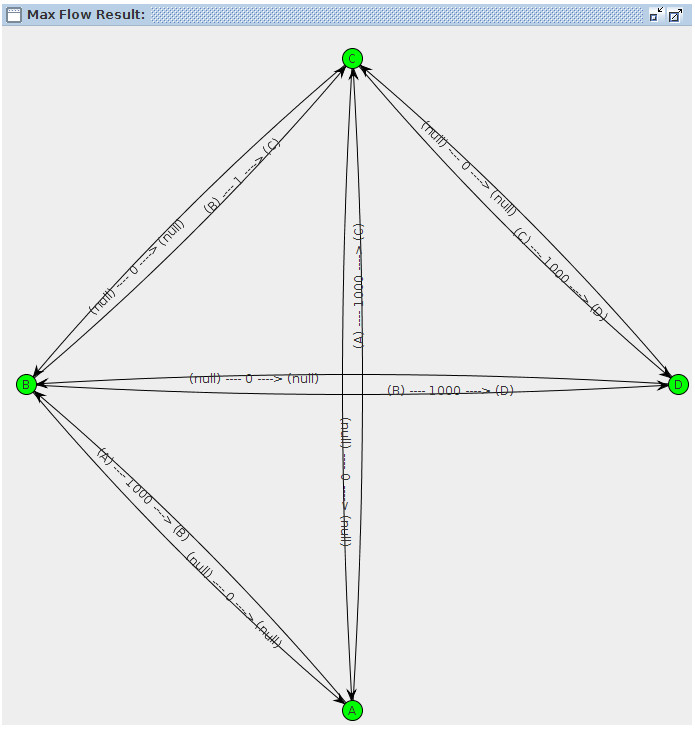 Max Flow Result:
C
(null) ---- 0 ----> (null)
(B) ---- 1 ----> (C)
(null) ---- 0 ----> (null)
(C) ---- 1000 ----> (D)
(A) ---- 1000 ----> (C)
B
(null) ---- 0 ----> (null)
(B) ---- 1000 ----> (D)
D
(null) ---- 0 ----> (null)
(A) ---- 1000 ----> (B)
(null) ---- 0 ----> (null)
A